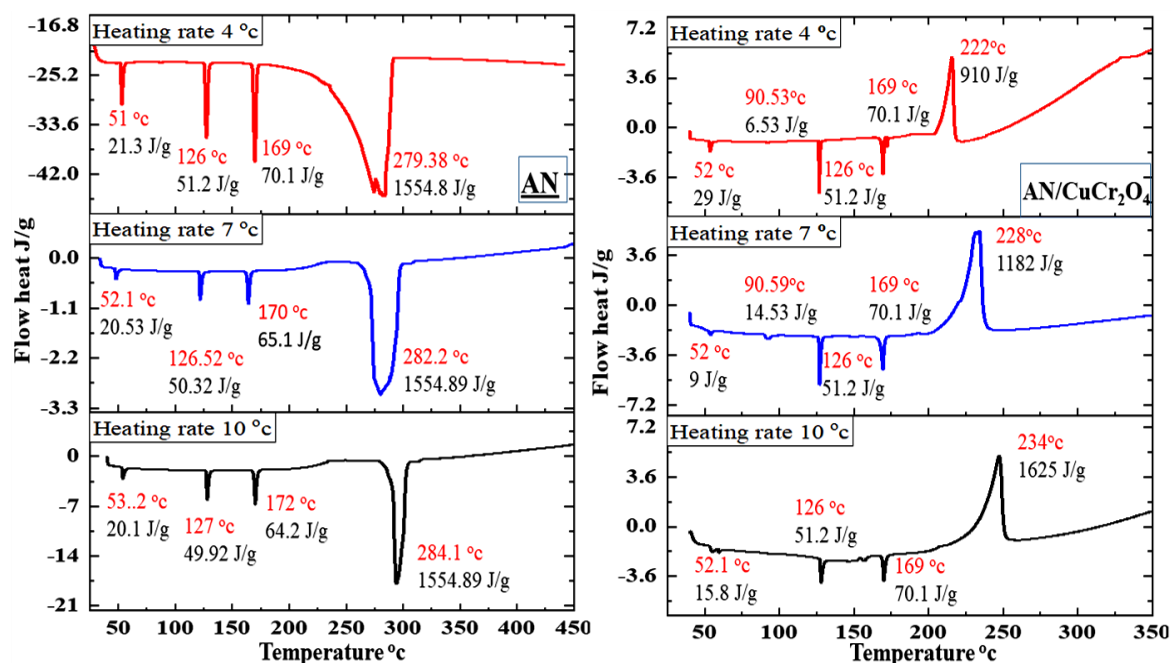 Heating rate 4 °c
-16.8
-25.2
-33.6
-42.0
51 °c
21.3 J/g
126 °c
51.2 J/g
169 °c
70.1 J/g
279.38 °c
1554.8 J/g
AN
Heating rate 7 °c
0.0
-1.1
-2.2
-3.3
52.1 °c
20.53 J/g
126.52 °c
50.32 J/g
170 °c
65.1 J/g
282.2 °c
1554.89 J/g
Heating rate 10 °c
0
-7
-14
-21
53..2 °c
20.1 J/g
127 °c
49.92 J/g
172 °c
64.2 J/g
284.1 °c
1554.89 J/g
Flow heat J/g
50 100 150 200 250 300 350 400 450
Temperature °c
Heating rate 4 °c
7.2
3.6
0.0
-3.6
52 °c
29 J/g
90.53°c
6.53 J/g
126 °c
51.2 J/g
169 °c
70.1 J/g
222°c
910 J/g
AN/CuCr₂O₄
Heating rate 7 °c
3.6
0.0
-3.6
-7.2
52 °c
9 J/g
90.59°c
14.53 J/g
126 °c
51.2 J/g
169 °c
70.1 J/g
228°c
1182 J/g
Heating rate 10 °c
7.2
3.6
0.0
-3.6
52.1 °c
15.8 J/g
126 °c
51.2 J/g
169 °c
70.1 J/g
234°c
1625 J/g
Flow heat J/g
50 100 150 200 250 300 350
Temperature °c